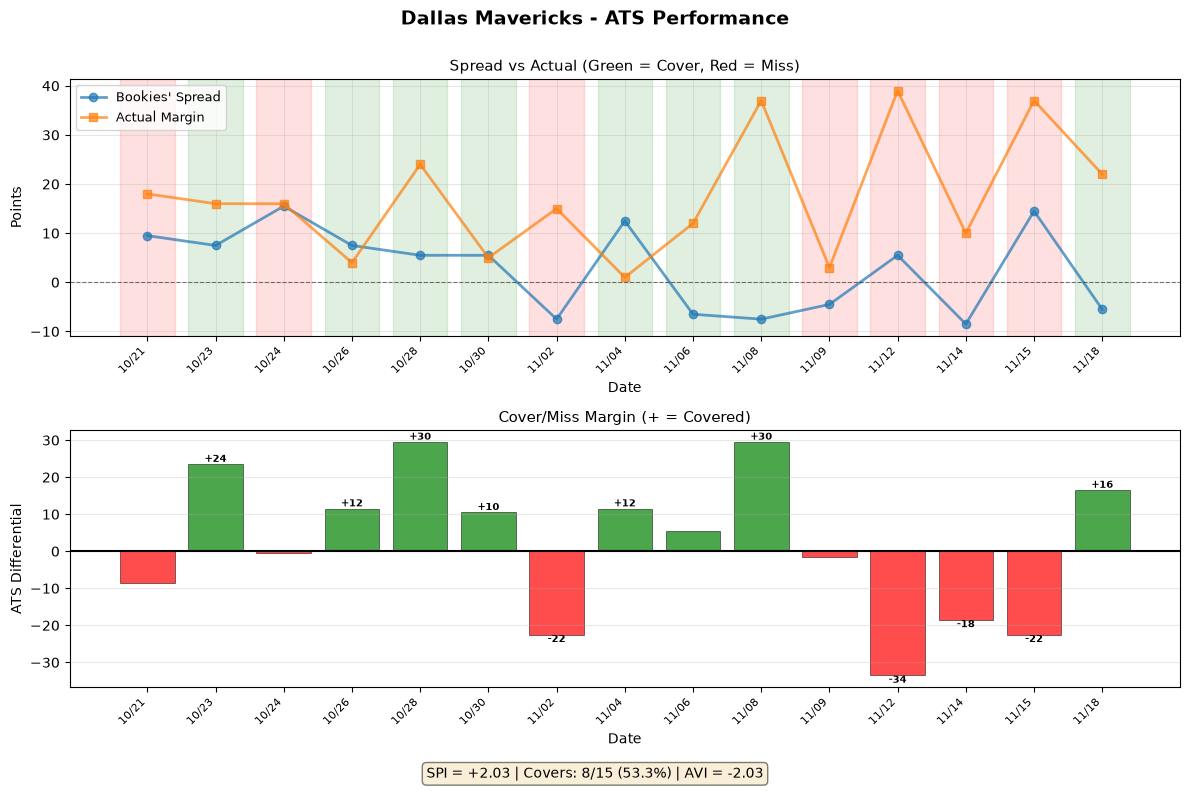 Dallas Mavericks - ATS Performance
Spread vs Actual (Green = Cover, Red = Miss)
Bookies' Spread
Actual Margin
Points
40
30
20
10
0
−10
10/21 10/23 10/24 10/26 10/28 10/30 11/02 11/04 11/06 11/08 11/09 11/12 11/14 11/15 11/18
Date
Cover/Miss Margin (+ = Covered)
ATS Differential
30
20
10
0
−10
−20
−30
+24 +12 +30 +10 -22 +12 +30 -34 -18 -22 +16
10/21 10/23 10/24 10/26 10/28 10/30 11/02 11/04 11/06 11/08 11/09 11/12 11/14 11/15 11/18
Date
SPI = +2.03 | Covers: 8/15 (53.3%) | AVI = -2.03